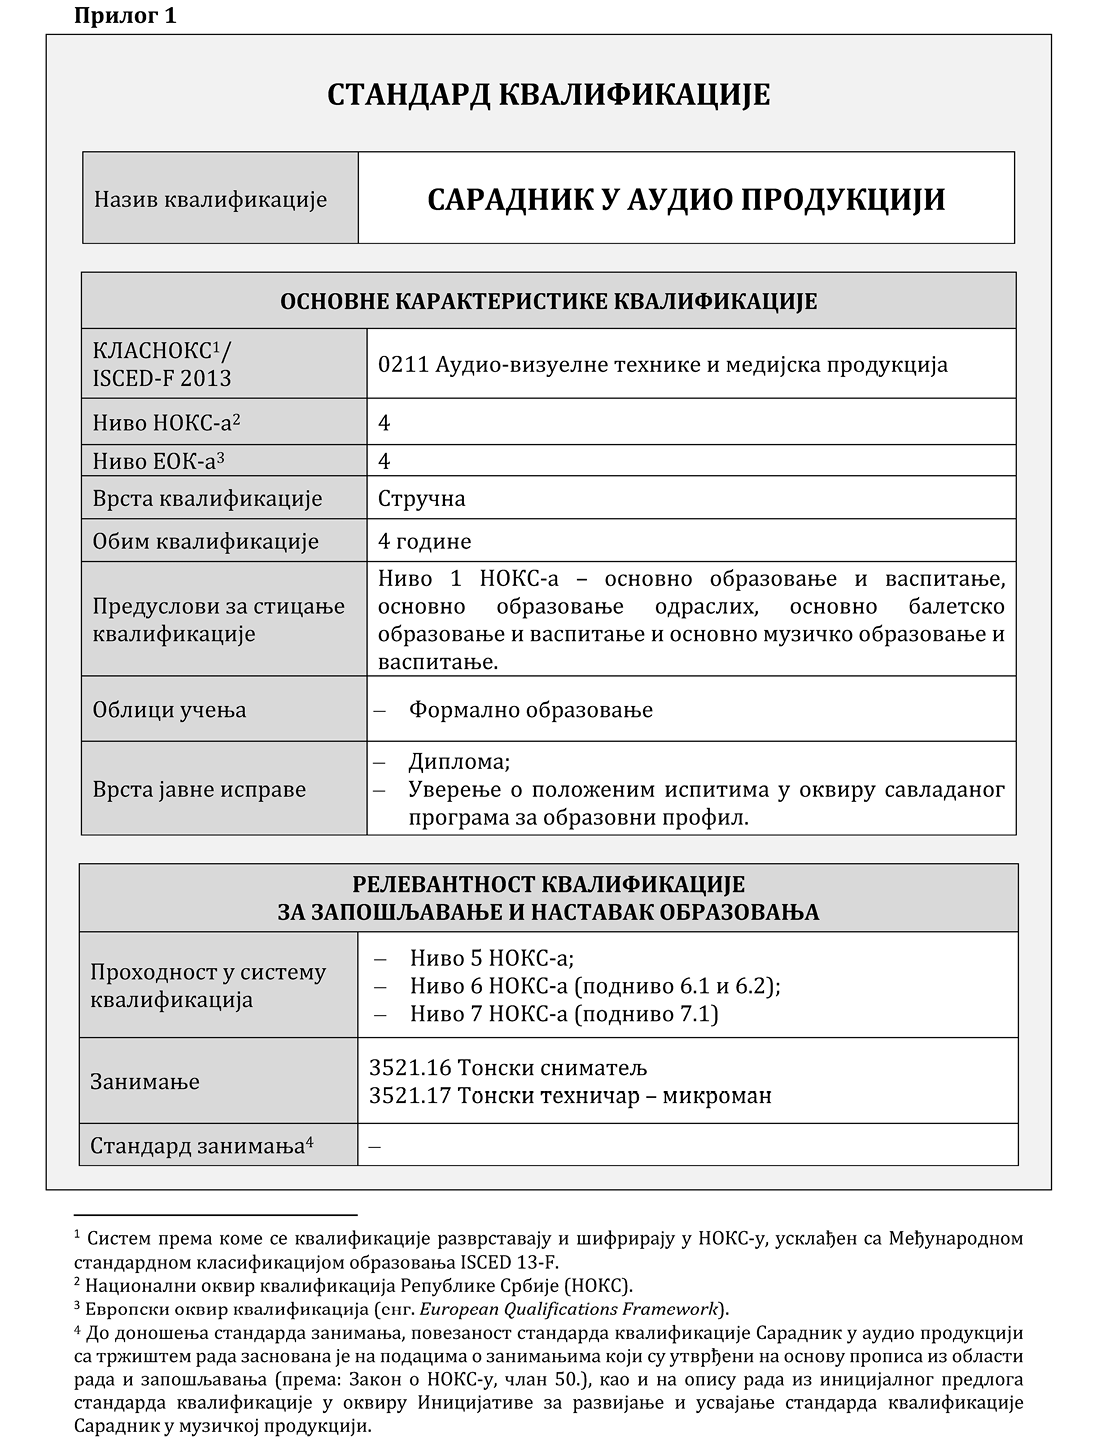 Прилог 1
СТАНДАРД КВАЛИФИКАЦИЈЕ
Назив квалификације
САРАДНИК У АУДИО ПРОДУКЦИЈИ
ОСНОВНЕ КАРАКТЕРИСТИКЕ КВАЛИФИКАЦИЈЕ
КЛАСНОКС¹/
ISCED-F 2013
0211 Аудио-визуелне технике и медијска продукција
Ниво НОКС-а²
4
Ниво ЕОК-а³
4
Врста квалификације
Стручна
Обим квалификације
4 године
Предуслови за стицање
квалификације
Ниво 1 НОКС-а – основно образовање и васпитање,
основно образовање одраслих, основно балетско
образовање и васпитање и основно музичко образовање и
васпитање.
Облици учења
– Формално образовање
Врста јавне исправе
– Диплома;
– Уверење о положеним испитима у оквиру савладаног
програма за образовни профил.
РЕЛЕВАНТНОСТ КВАЛИФИКАЦИЈЕ
ЗА ЗАПОШЉАВАЊЕ И НАСТАВАК ОБРАЗОВАЊА
Проходност у систему
квалификација
– Ниво 5 НОКС-а;
– Ниво 6 НОКС-а (подниво 6.1 и 6.2);
– Ниво 7 НОКС-а (подниво 7.1)
Занимање
3521.16 Тонски сниматељ
3521.17 Тонски техничар – микроман
Стандард занимања⁴
–
¹ Систем према коме се квалификације разврставају и шифрирају у НОКС-у, усклађен са Међународном
стандардном класификацијом образовања ISCED 13-F.
² Национални оквир квалификација Републике Србије (НОКС).
³ Европски оквир квалификација (енг. European Qualifications Framework).
⁴ До доношења стандарда занимања, повезаност стандарда квалификације Сарадник у аудио продукцији
са тржиштем рада заснована је на подацима о занимањима који су утврђени на основу прописа из области
рада и запошљавања (према: Закон о НОКС-у, члан 50.), као и на опису рада из иницијалног предлога
стандарда квалификације у оквиру Иницијативе за развијање и усвајање стандарда квалификације
Сарадник у музичкој продукцији.